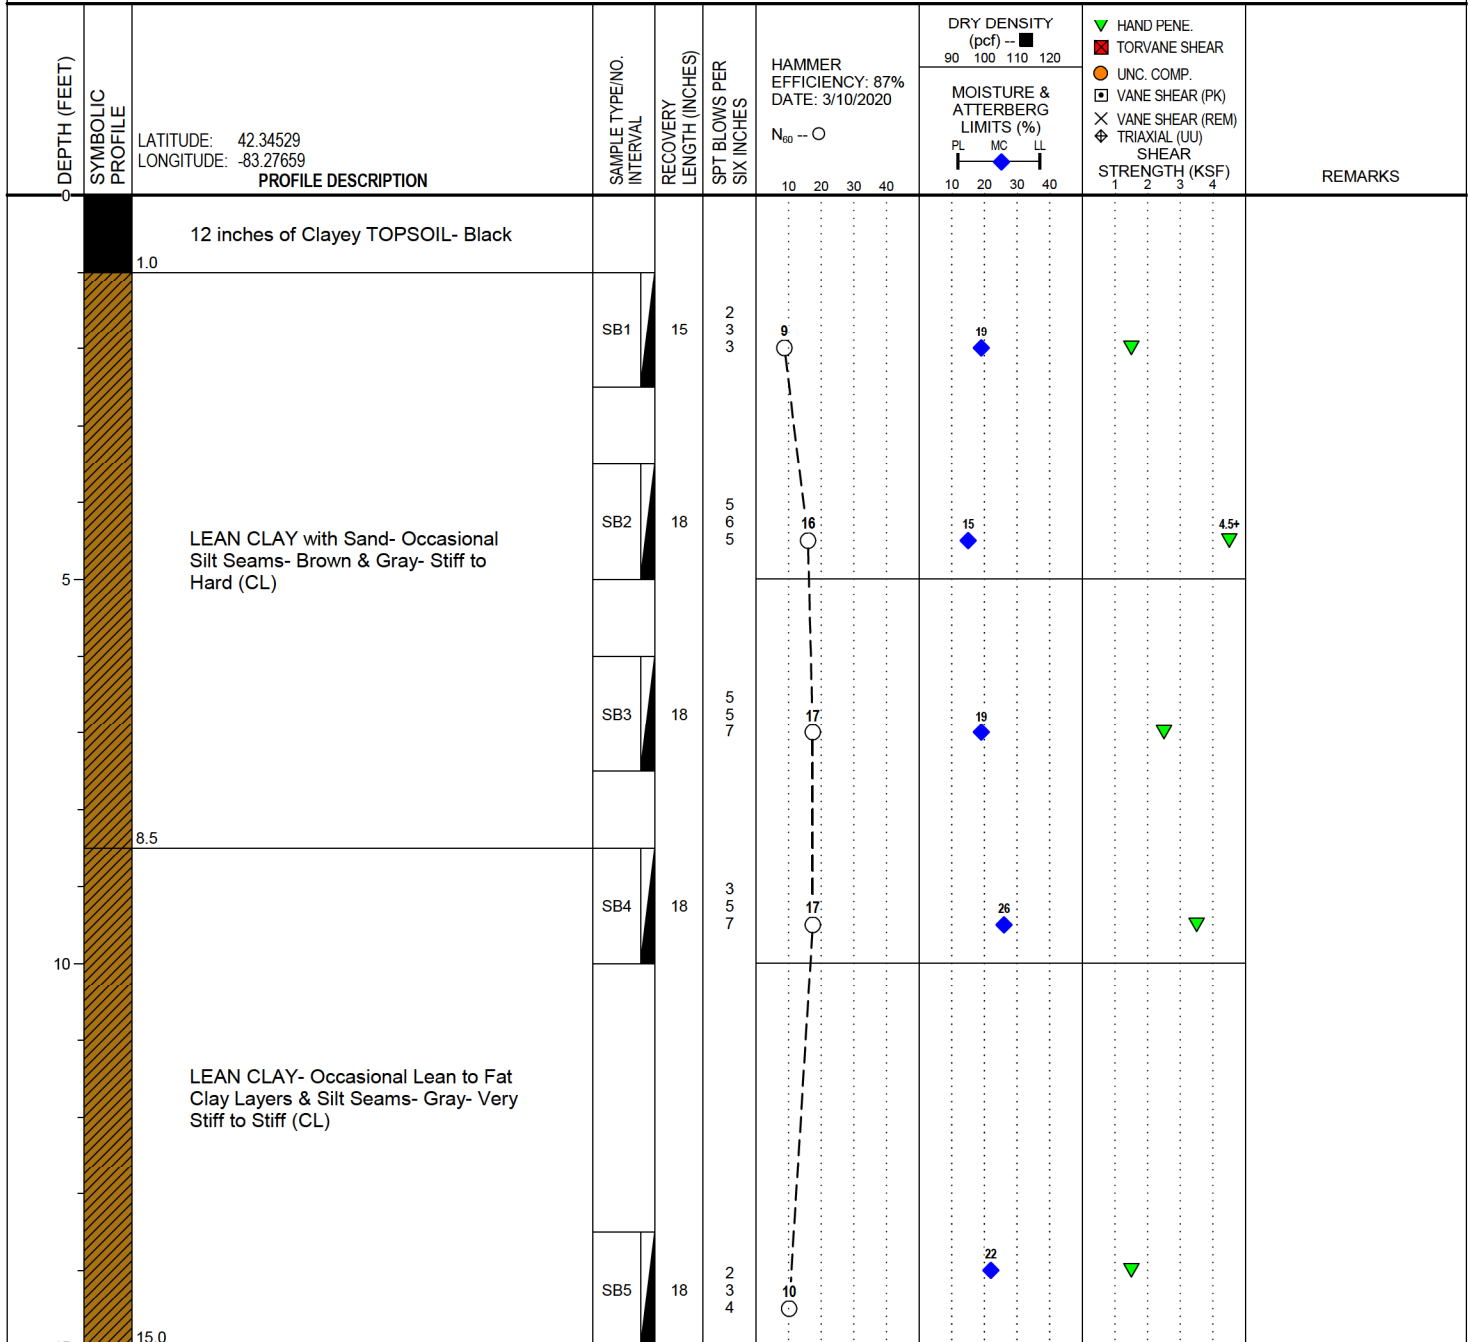 DEPTH (FEET)
SYMBOLIC
PROFILE
LATITUDE: 42.34529
LONGITUDE: -83.27659
PROFILE DESCRIPTION
SAMPLE TYPE/NO.
INTERVAL
RECOVERY
LENGTH (INCHES)
SPT BLOWS PER
SIX INCHES
HAMMER
EFFICIENCY: 87%
DATE: 3/10/2020
N60 --
10 20 30 40
DRY DENSITY
(pcf) --
90 100 110 120
MOISTURE &
ATTERBERG
LIMITS (%)
PL MC LL
10 20 30 40
HAND PENE.
TORVANE SHEAR
UNC. COMP.
VANE SHEAR (PK)
VANE SHEAR (REM)
TRIAXIAL (UU)
SHEAR
STRENGTH (KSF)
1 2 3 4
REMARKS
0
12 inches of Clayey TOPSOIL- Black
1.0
SB1 15
2
3
3
9 19
LEAN CLAY with Sand- Occasional
Silt Seams- Brown & Gray- Stiff to
Hard (CL)
SB2 18
5
6
5
16 15 4.5+
5
SB3 18
5
5
7
17 19
8.5
SB4 18
3
5
7
17 26
10
LEAN CLAY- Occasional Lean to Fat
Clay Layers & Silt Seams- Gray- Very
Stiff to Stiff (CL)
SB5 18
2
3
4
10 22
15.0